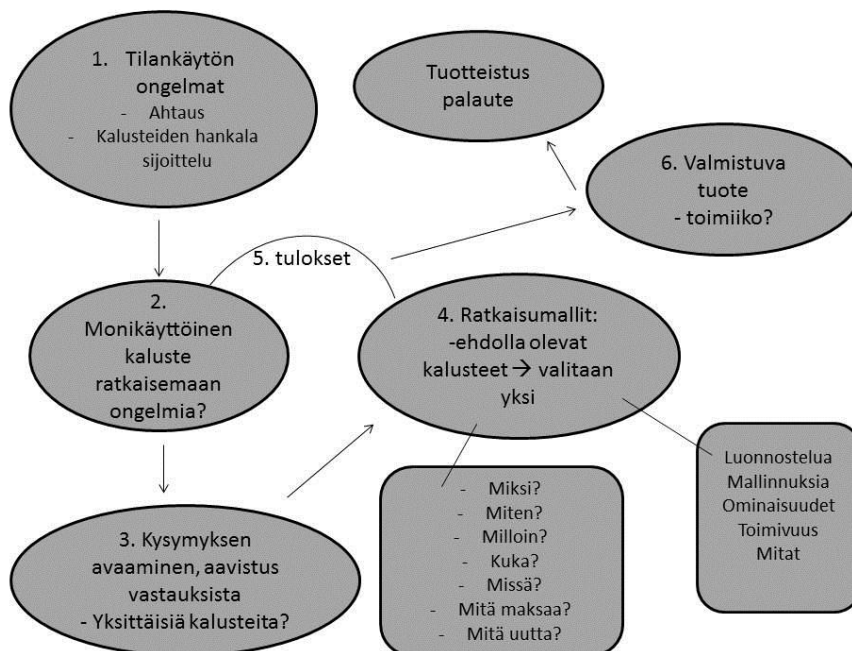 1. Tilankäytön
ongelmat
- Ahtaus
- Kalusteiden hankala
sijoittelu
Tuotteistus
palaute
6. Valmistuva
tuote
- toimiiko?
5. tulokset
2.
Monikäyttöinen
kaluste
ratkaisemaan
ongelmia?
4. Ratkaisumallit:
-ehdolla olevat
kalusteet → valitaan
yksi
3. Kysymyksen
avaaminen, aavistus
vastauksista
- Yksittäisiä kalusteita?
- Miksi?
- Miten?
- Milloin?
- Kuka?
- Missä?
- Mitä maksaa?
- Mitä uutta?
Luonnostelua
Mallinnuksia
Ominaisuudet
Toimivuus
Mitat